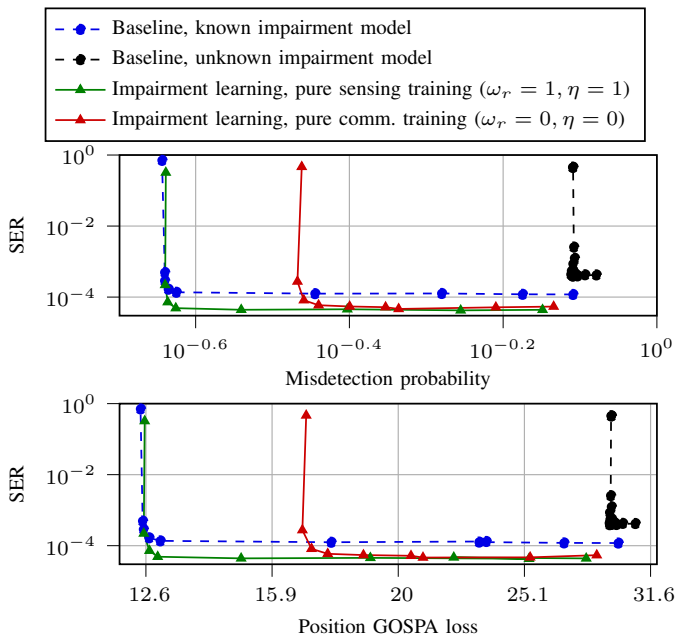 Baseline, known impairment model
Baseline, unknown impairment model
Impairment learning, pure sensing training (ω_r = 1, η = 1)
Impairment learning, pure comm. training (ω_r = 0, η = 0)
10^0
10^−2
10^−4
SER
10^−0.6
10^−0.4
10^−0.2
10^0
Misdetection probability
10^0
10^−2
10^−4
SER
12.6
15.9
20
25.1
31.6
Position GOSPA loss